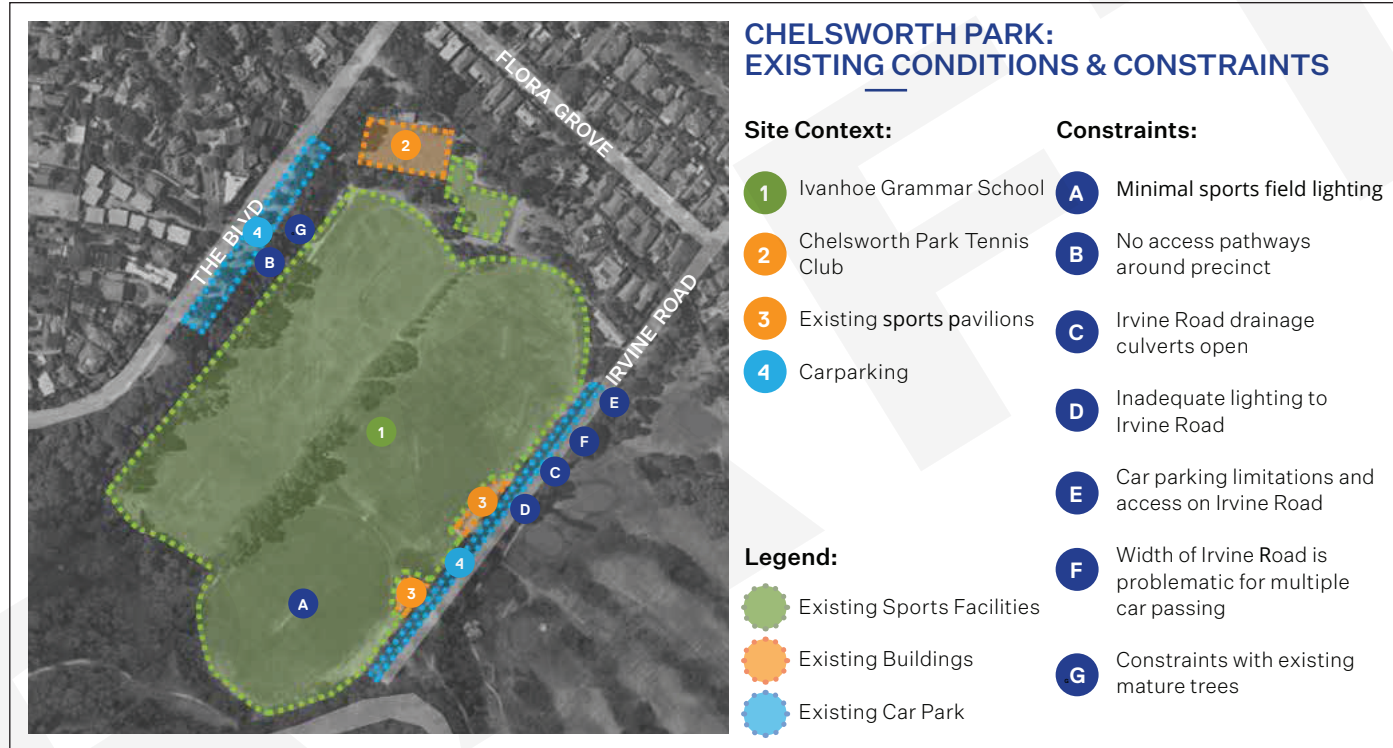 CHELSWORTH PARK:
EXISTING CONDITIONS & CONSTRAINTS
Site Context:
1
Ivanhoe Grammar School
2
Chelsworth Park Tennis
Club
3
Existing sports pavilions
4
Carparking
Legend:
Existing Sports Facilities
Existing Buildings
Existing Car Park
Constraints:
A
Minimal sports field lighting
B
No access pathways
around precinct
C
Irvine Road drainage
culverts open
D
Inadequate lighting to
Irvine Road
E
Car parking limitations and
access on Irvine Road
F
Width of Irvine Road is
problematic for multiple
car passing
G
Constraints with existing
mature trees
FLORA GROVE
THE BLVD
IRVINE ROAD
2
4
G
B
1
E
F
C
3
D
4
3
A